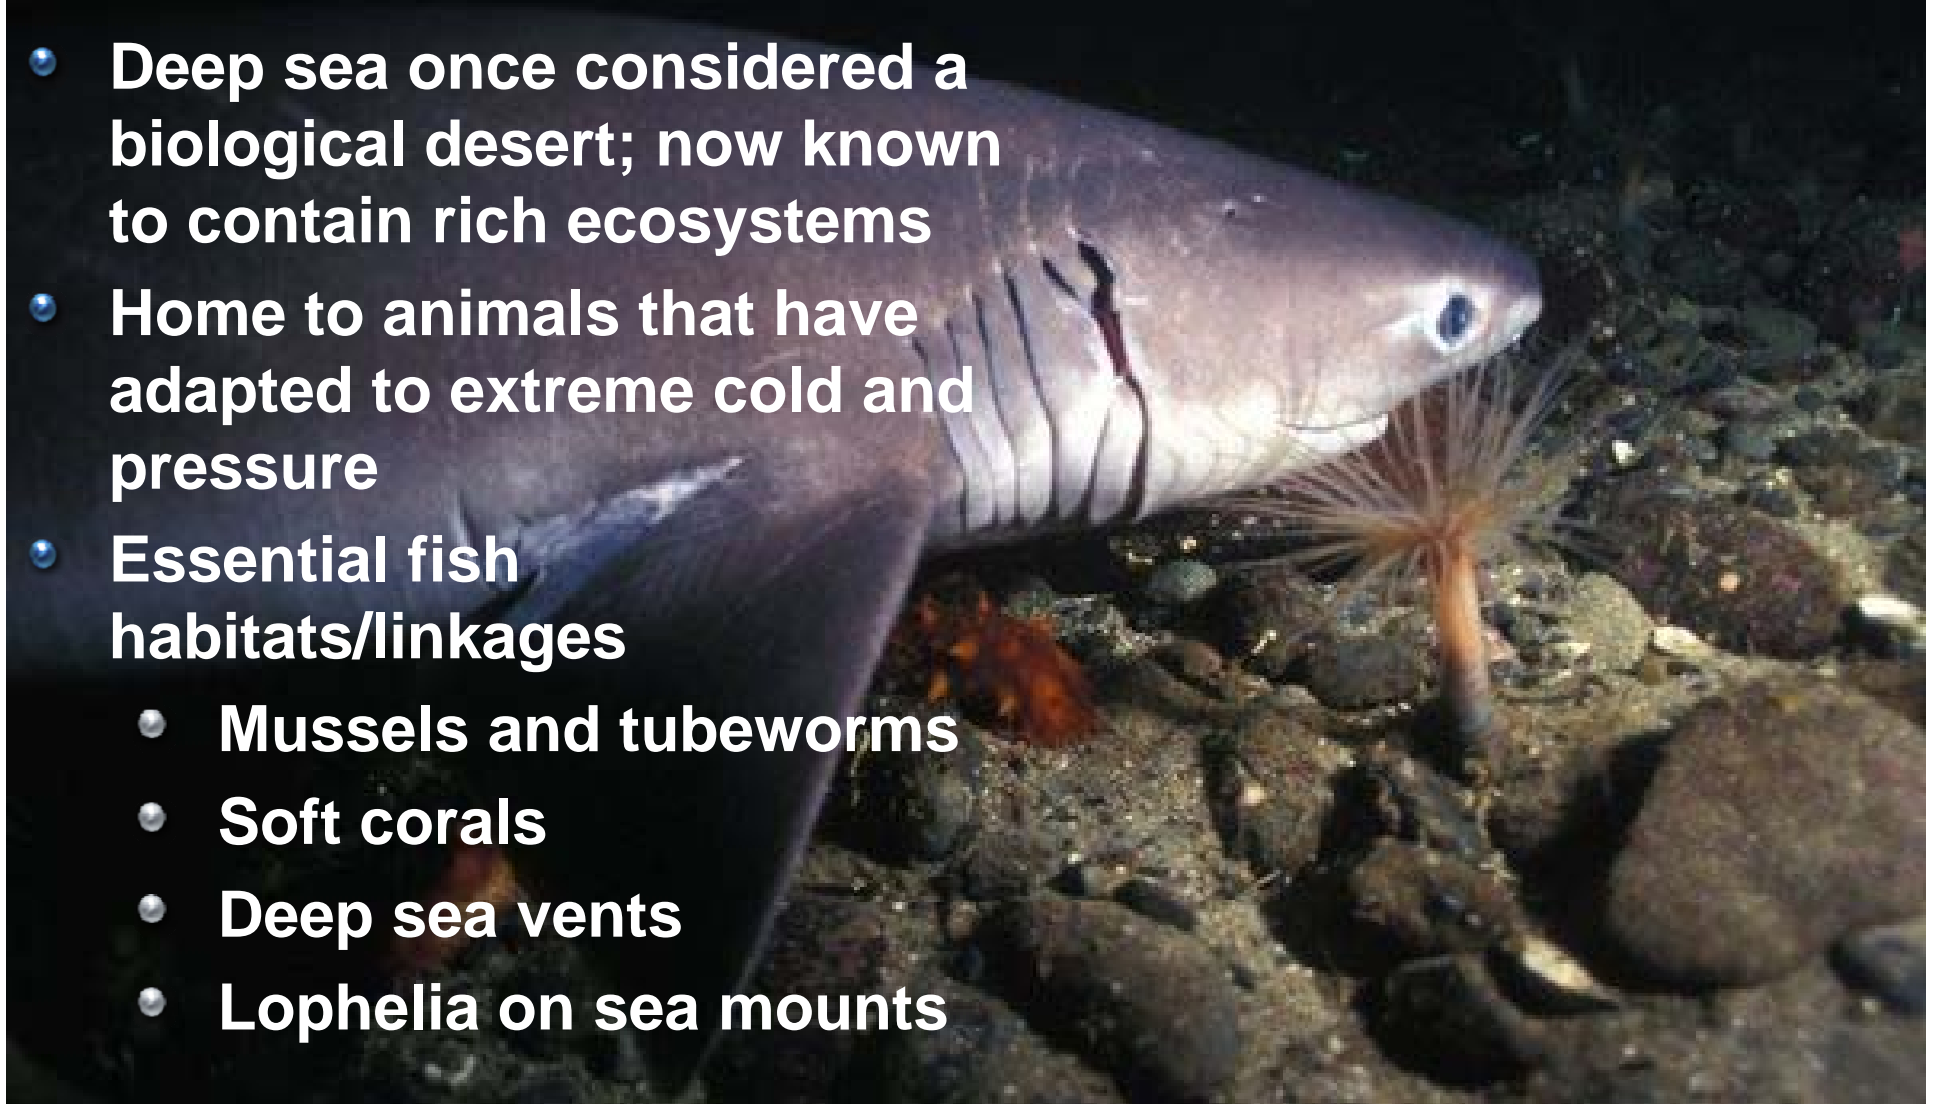 Deep sea once considered a
biological desert; now known
to contain rich ecosystems
Home to animals that have
adapted to extreme cold and
pressure
Essential fish
habitats/linkages
Mussels and tubeworms
Soft corals
Deep sea vents
Lophelia on sea mounts